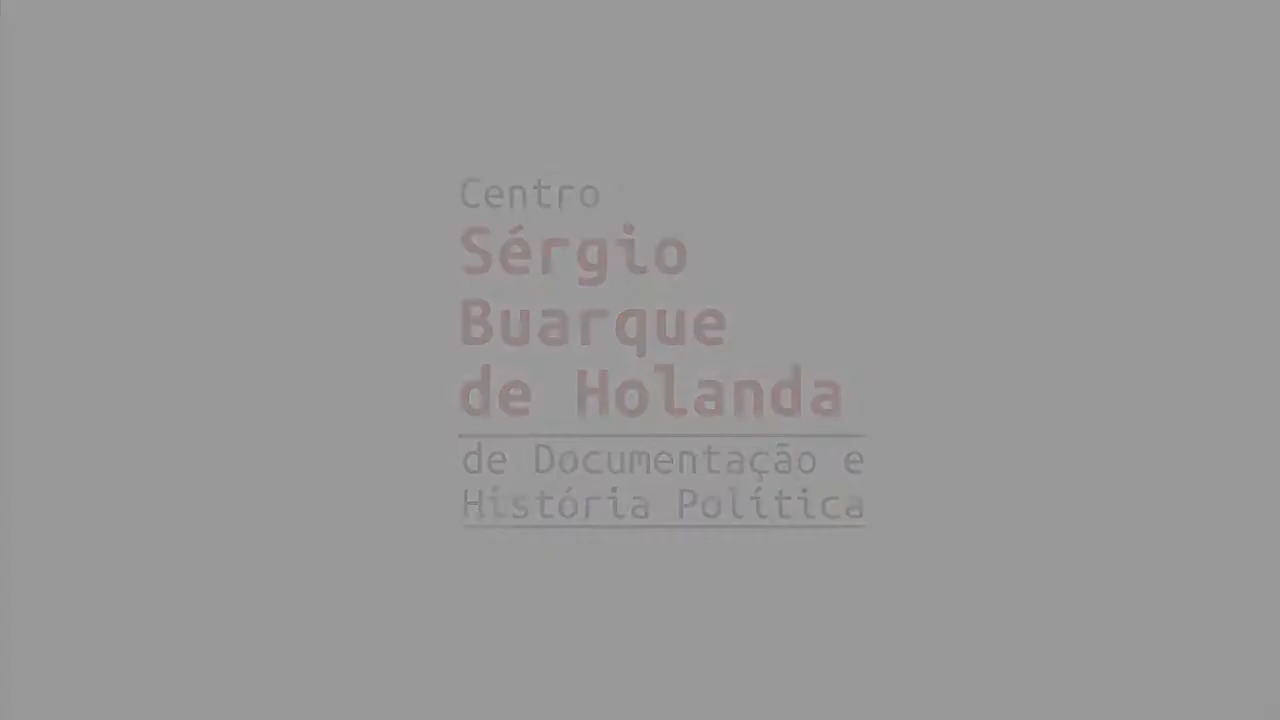 Centro
Sérgio
Buarque
de Holanda
de Documentação e
História Política